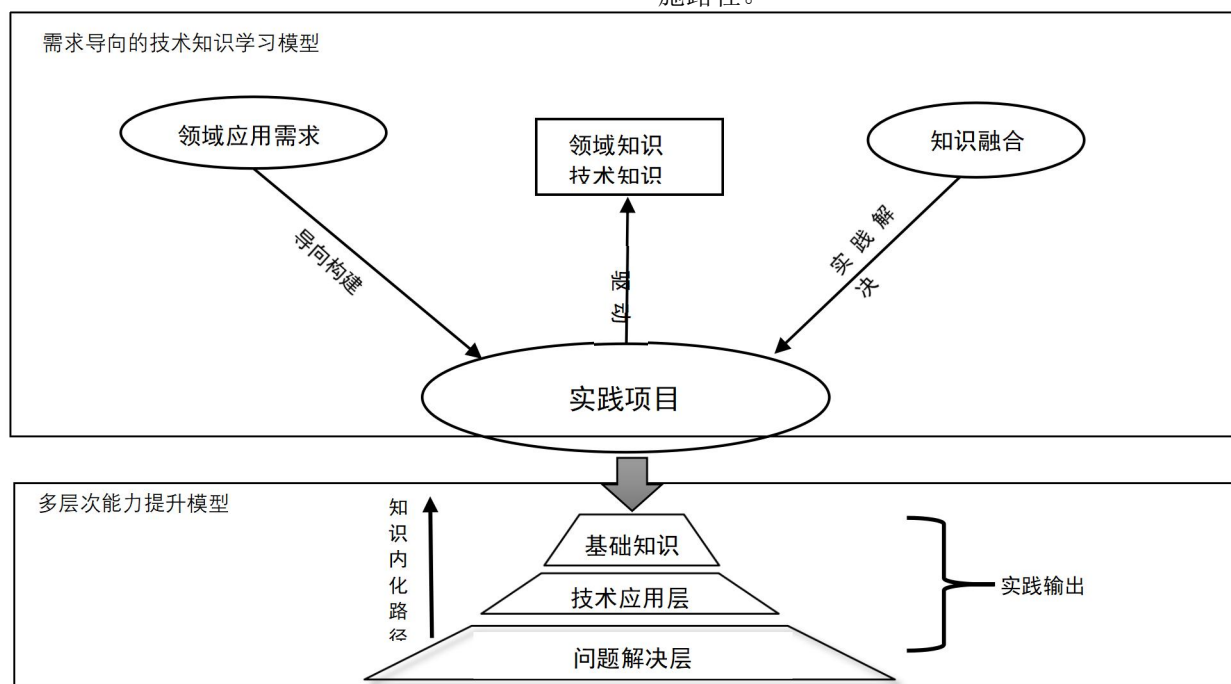 施路径。
需求导向的技术知识学习模型
领域应用需求
领域知识
技术知识
知识融合
导向构建
驱动
实践解
决
实践项目
多层次能力提升模型
知识内化路径
基础知识
技术应用层
问题解决层
实践输出